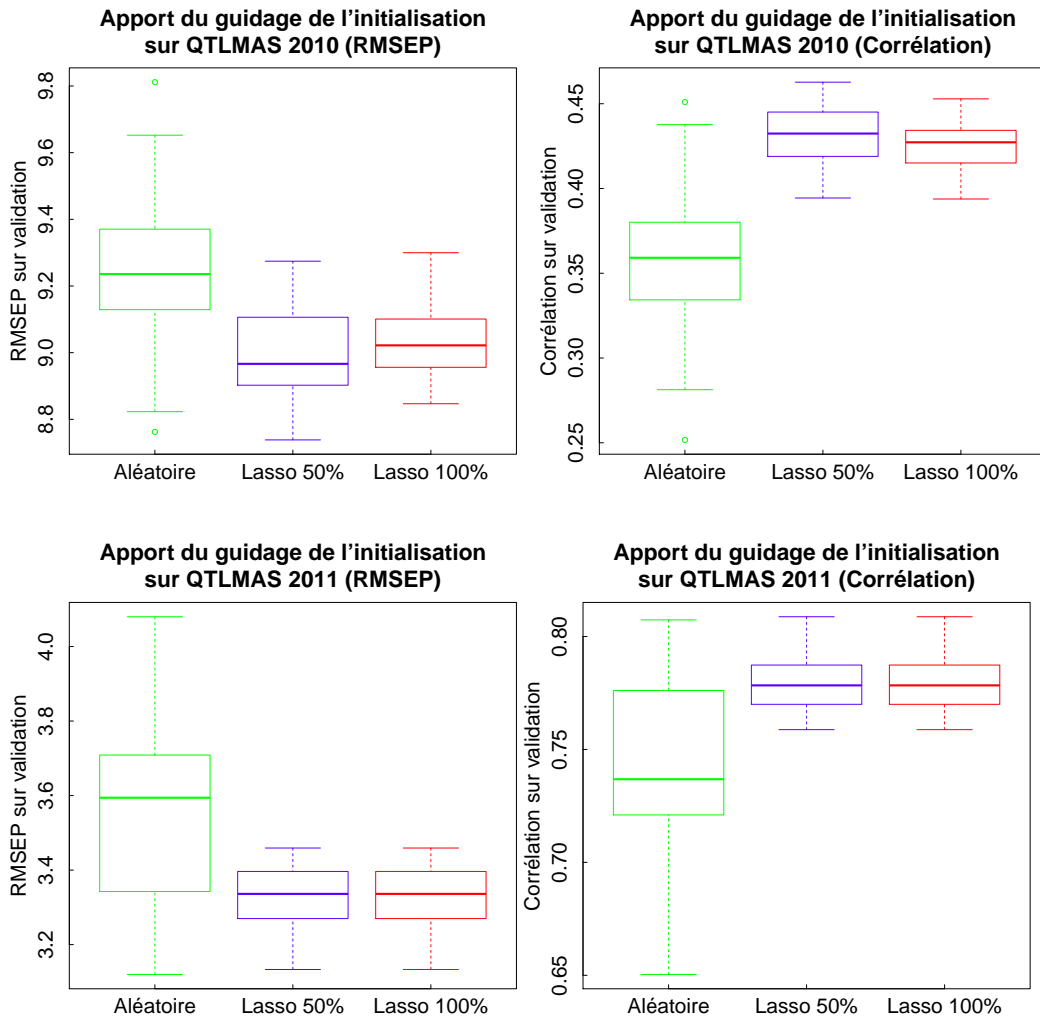 Apport du guidage de l’initialisation
sur QTLMAS 2010 (RMSEP)
RMSEP sur validation
9.8
9.6
9.4
9.2
9.0
8.8
Aléatoire Lasso 50% Lasso 100%
Apport du guidage de l’initialisation
sur QTLMAS 2010 (Corrélation)
Corrélation sur validation
0.45
0.40
0.35
0.30
0.25
Aléatoire Lasso 50% Lasso 100%
Apport du guidage de l’initialisation
sur QTLMAS 2011 (RMSEP)
RMSEP sur validation
4.0
3.8
3.6
3.4
3.2
Aléatoire Lasso 50% Lasso 100%
Apport du guidage de l’initialisation
sur QTLMAS 2011 (Corrélation)
Corrélation sur validation
0.80
0.75
0.70
0.65
Aléatoire Lasso 50% Lasso 100%